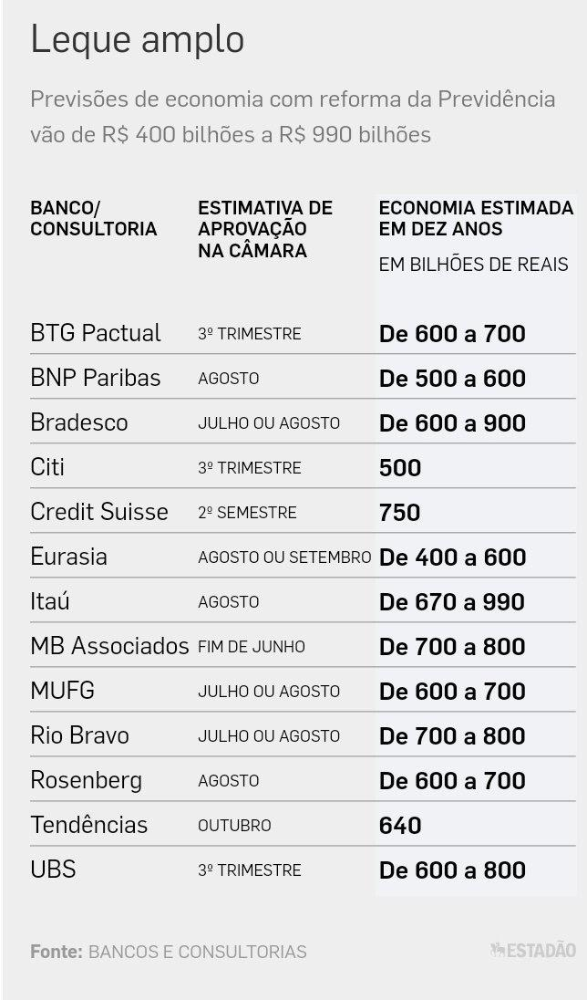 Leque amplo
Previsões de economia com reforma da Previdência
vão de R$ 400 bilhões a R$ 990 bilhões
BANCO/
CONSULTORIA
ESTIMATIVA DE
APROVAÇÃO
NA CÂMARA
ECONOMIA ESTIMADA
EM DEZ ANOS
EM BILHÕES DE REAIS
BTG Pactual 3º TRIMESTRE De 600 a 700
BNP Paribas AGOSTO De 500 a 600
Bradesco JULHO OU AGOSTO De 600 a 900
Citi 3º TRIMESTRE 500
Credit Suisse 2º SEMESTRE 750
Eurasia AGOSTO OU SETEMBRO De 400 a 600
Itaú AGOSTO De 670 a 990
MB Associados FIM DE JUNHO De 700 a 800
MUFG JULHO OU AGOSTO De 600 a 700
Rio Bravo JULHO OU AGOSTO De 700 a 800
Rosenberg AGOSTO De 600 a 700
Tendências OUTUBRO 640
UBS 3º TRIMESTRE De 600 a 800
Fonte: BANCOS E CONSULTORIAS ESTADÃO